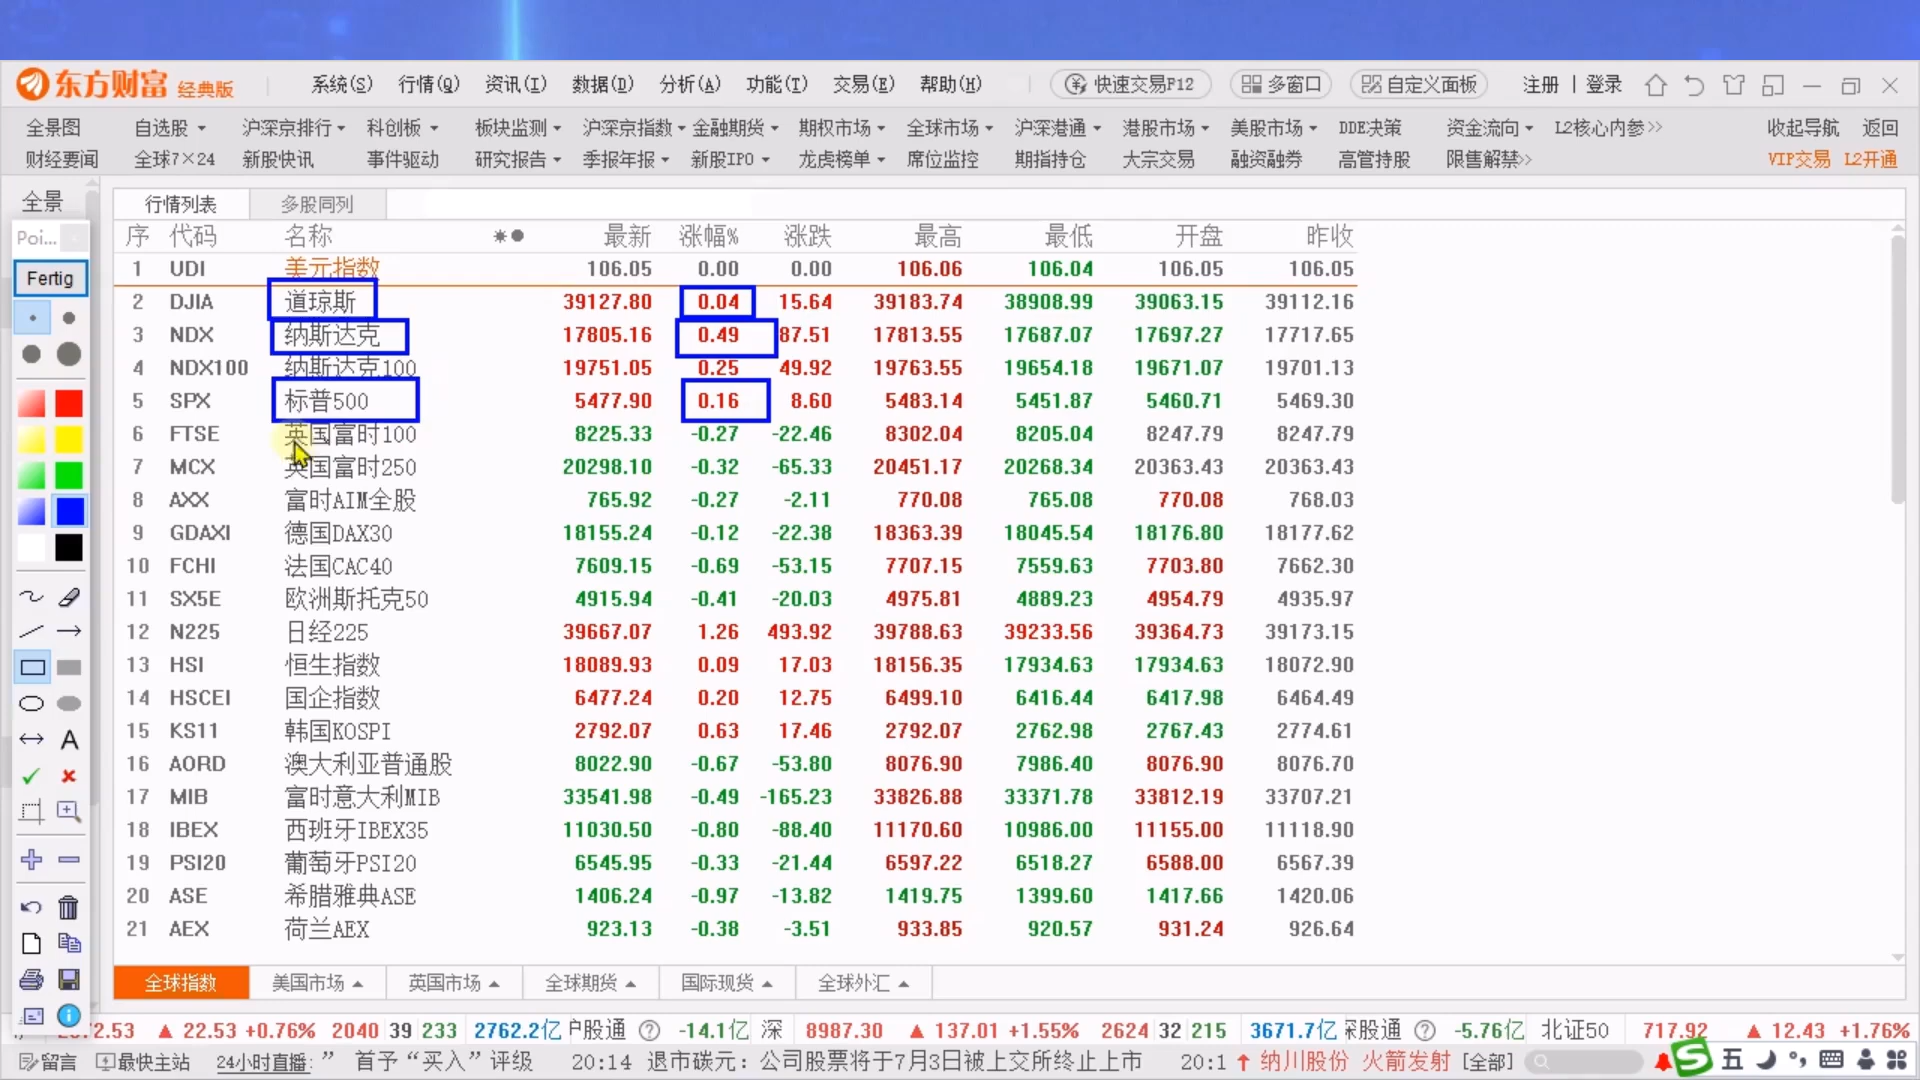 东方财富 经典版 系统(S) 行情(Q) 资讯(I) 数据(D) 分析(A) 功能(T) 交易(E) 帮助(H) 快速交易F12 多窗口 自定义面板 注册 | 登录
全景图 自选股 沪深京排行 科创板 板块监测 沪深京指数 金融期货 期权市场 全球市场 沪深港通 港股市场 美股市场 DDE决策 资金流向 L2核心内参>> 收起导航 返回
财经要闻 全球7×24 新股快讯 事件驱动 研究报告 季报年报 新股IPO 龙虎榜单 席位监控 期指持仓 大宗交易 融资融券 高管持股 限售解禁>> VIP交易 L2开通
全景 行情列表 多股同列
Poi...
Fertig
A
序 代码 名称 最新 涨幅% 涨跌 最高 最低 开盘 昨收
1 UDI 美元指数 106.05 0.00 0.00 106.06 106.04 106.05 106.05
2 DJIA 道琼斯 39127.80 0.04 15.64 39183.74 38908.99 39063.15 39112.16
3 NDX 纳斯达克 17805.16 0.49 87.51 17813.55 17687.07 17697.27 17717.65
4 NDX100 纳斯达克100 19751.05 0.25 49.92 19763.55 19654.18 19671.07 19701.13
5 SPX 标普500 5477.90 0.16 8.60 5483.14 5451.87 5460.71 5469.30
6 FTSE 英国富时100 8225.33 -0.27 -22.46 8302.04 8205.04 8247.79 8247.79
7 MCX 英国富时250 20298.10 -0.32 -65.33 20451.17 20268.34 20363.43 20363.43
8 AXX 富时AIM全股 765.92 -0.27 -2.11 770.08 765.08 770.08 768.03
9 GDAXI 德国DAX30 18155.24 -0.12 -22.38 18363.39 18045.54 18176.80 18177.62
10 FCHI 法国CAC40 7609.15 -0.69 -53.15 7707.15 7559.63 7703.80 7662.30
11 SX5E 欧洲斯托克50 4915.94 -0.41 -20.03 4975.81 4889.23 4954.79 4935.97
12 N225 日经225 39667.07 1.26 493.92 39788.63 39233.56 39364.73 39173.15
13 HSI 恒生指数 18089.93 0.09 17.03 18156.35 17934.63 17934.63 18072.90
14 HSCEI 国企指数 6477.24 0.20 12.75 6499.10 6416.44 6417.98 6464.49
15 KS11 韩国KOSPI 2792.07 0.63 17.46 2792.07 2762.98 2767.43 2774.61
16 AORD 澳大利亚普通股 8022.90 -0.67 -53.80 8076.90 7986.40 8076.90 8076.70
17 MIB 富时意大利MIB 33541.98 -0.49 -165.23 33826.88 33371.78 33812.19 33707.21
18 IBEX 西班牙IBEX35 11030.50 -0.80 -88.40 11170.60 10986.00 11155.00 11118.90
19 PSI20 葡萄牙PSI20 6545.95 -0.33 -21.44 6597.22 6518.27 6588.00 6567.39
20 ASE 希腊雅典ASE 1406.24 -0.97 -13.82 1419.75 1399.60 1417.66 1420.06
21 AEX 荷兰AEX 923.13 -0.38 -3.51 933.85 920.57 931.24 926.64
全球指数 美国市场 英国市场 全球期货 国际现货 全球外汇
72.53 ▲ 22.53 +0.76% 2040 39 233 2762.2亿 户股通 -14.1亿 深 8987.30 ▲ 137.01 +1.55% 2624 32 215 3671.7亿 深股通 -5.76亿 北证50 717.92 ▲ 12.43 +1.76%
留言 最快主站 24小时直播: ” 首予“买入”评级 20:14 退市碳元：公司股票将于7月3日被上交所终止上市 20:1 ↑ 纳川股份 火箭发射 [全部] S 五